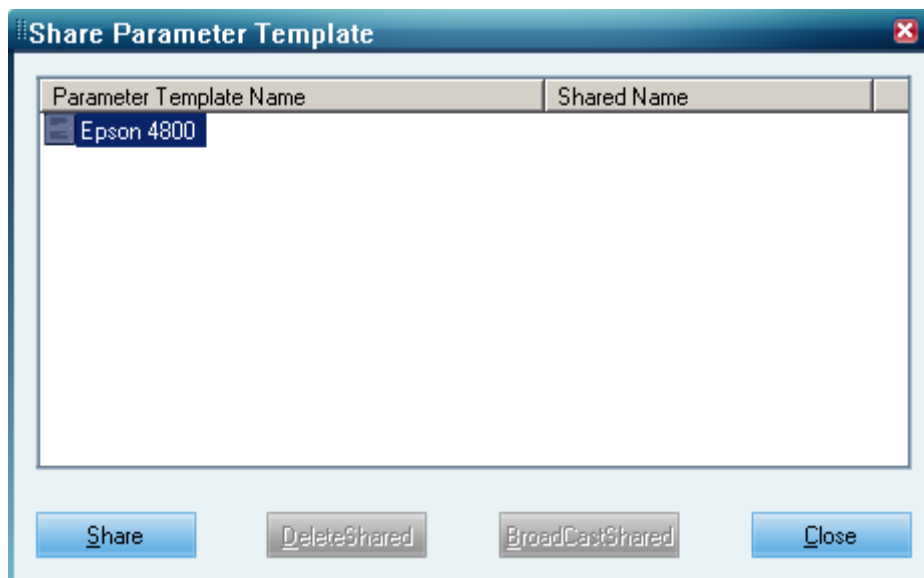 Share Parameter Template
Parameter Template Name Shared Name
Epson 4800
Share DeleteShared BroadCastShared Close